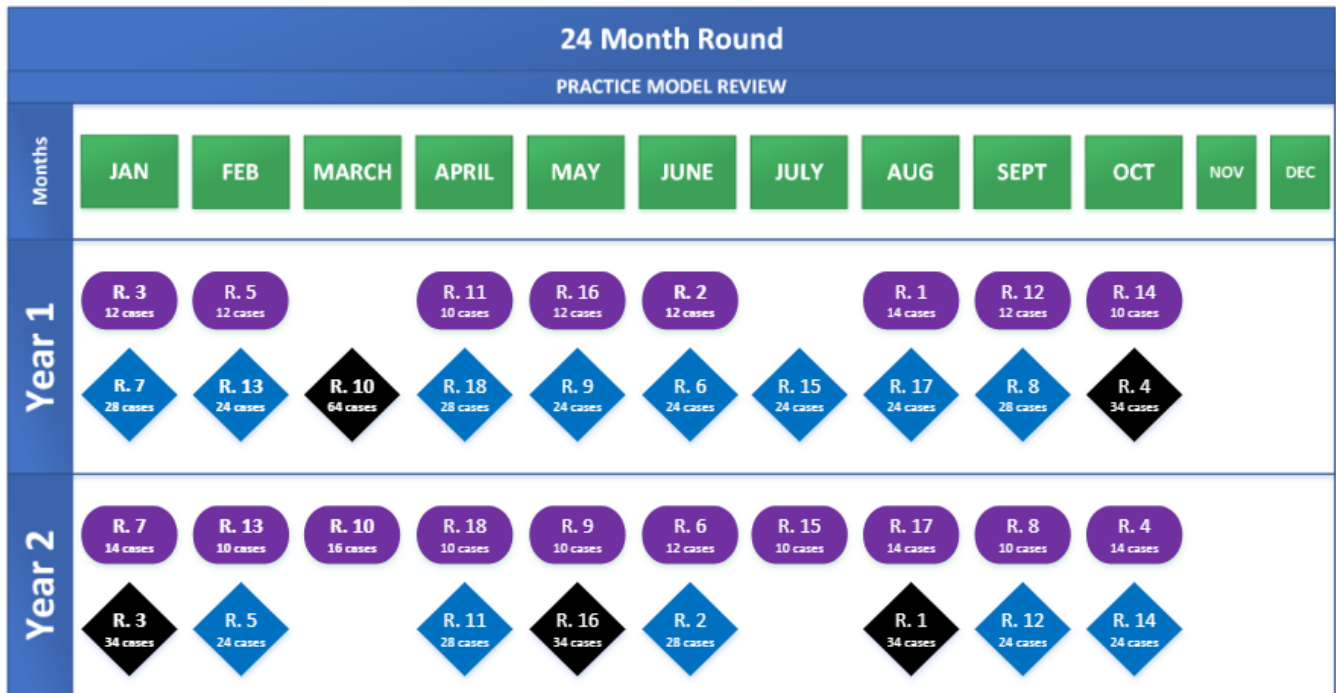 24 Month Round
PRACTICE MODEL REVIEW
Months
JAN
FEB
MARCH
APRIL
MAY
JUNE
JULY
AUG
SEPT
OCT
NOV
DEC
Year 1
R. 3
12 cases
R. 5
12 cases
R. 11
10 cases
R. 16
12 cases
R. 2
12 cases
R. 1
14 cases
R. 12
12 cases
R. 14
10 cases
R. 7
28 cases
R. 13
24 cases
R. 10
64 cases
R. 18
28 cases
R. 9
24 cases
R. 6
24 cases
R. 15
24 cases
R. 17
24 cases
R. 8
28 cases
R. 4
34 cases
Year 2
R. 7
14 cases
R. 13
10 cases
R. 10
16 cases
R. 18
10 cases
R. 9
10 cases
R. 6
12 cases
R. 15
10 cases
R. 17
14 cases
R. 8
10 cases
R. 4
14 cases
R. 3
34 cases
R. 5
24 cases
R. 11
28 cases
R. 16
34 cases
R. 2
28 cases
R. 1
34 cases
R. 12
24 cases
R. 14
24 cases